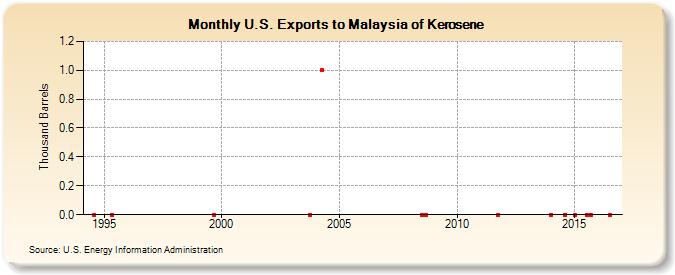 Monthly U.S. Exports to Malaysia of Kerosene
Thousand Barrels
1.2
1.0
0.8
0.6
0.4
0.2
0.0
1995 2000 2005 2010 2015
Source: U.S. Energy Information Administration